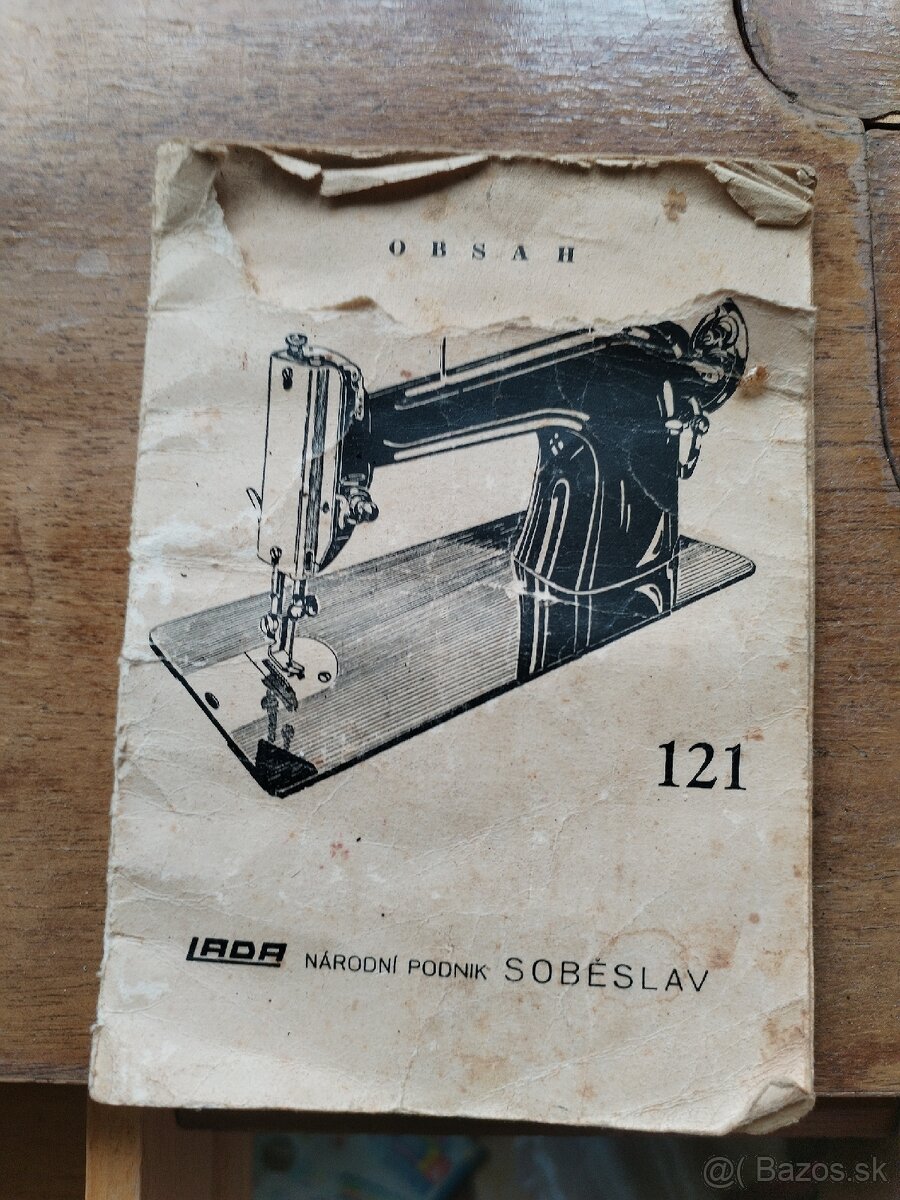 OBSAH
121
LADA NÁRODNÍ PODNIK SOBĚSLAV
@( Bazos.sk